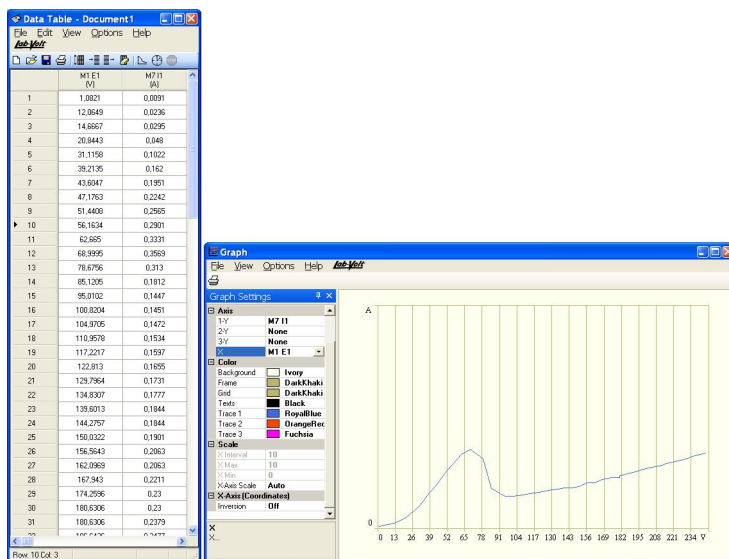 Data Table - Document1
File Edit View Options Help
Lab-Volt
M1 E1 M7 I1
(V) (A)
1 1,0821 0,0091
2 12,0649 0,0236
3 14,6667 0,0295
4 20,8443 0,048
5 31,1158 0,1022
6 39,2135 0,162
7 43,6047 0,1951
8 47,1763 0,2242
9 51,4408 0,2565
10 56,1634 0,2901
11 62,665 0,3331
12 68,9995 0,3569
13 78,6756 0,313
14 85,1205 0,1812
15 95,0102 0,1447
16 100,8204 0,1451
17 104,9705 0,1472
18 110,9578 0,1534
19 117,2217 0,1597
20 122,813 0,1655
21 129,7964 0,1731
22 134,8307 0,1777
23 139,6013 0,1844
24 144,2757 0,1844
25 150,0322 0,1901
26 156,5643 0,2063
27 162,0969 0,2063
28 167,943 0,2211
29 174,2596 0,23
30 180,6306 0,23
31 180,6306 0,2379
Row: 10 Col: 3
Graph
File View Options Help Lab-Volt
Graph Settings
Axis
1-Y M7 I1
2-Y None
3-Y None
X M1 E1
Color
Background Ivory
Frame DarkKhaki
Grid DarkKhaki
Texts Black
Trace 1 RoyalBlue
Trace 2 OrangeRed
Trace 3 Fuchsia
Scale
X Interval 10
X Max 10
X Min 0
X-Axis Scale Auto
X-Axis (Coordinates)
Inversion Off
X
X...
A
0
0 13 26 39 52 65 78 91 104 117 130 143 156 169 182 195 208 221 234 V